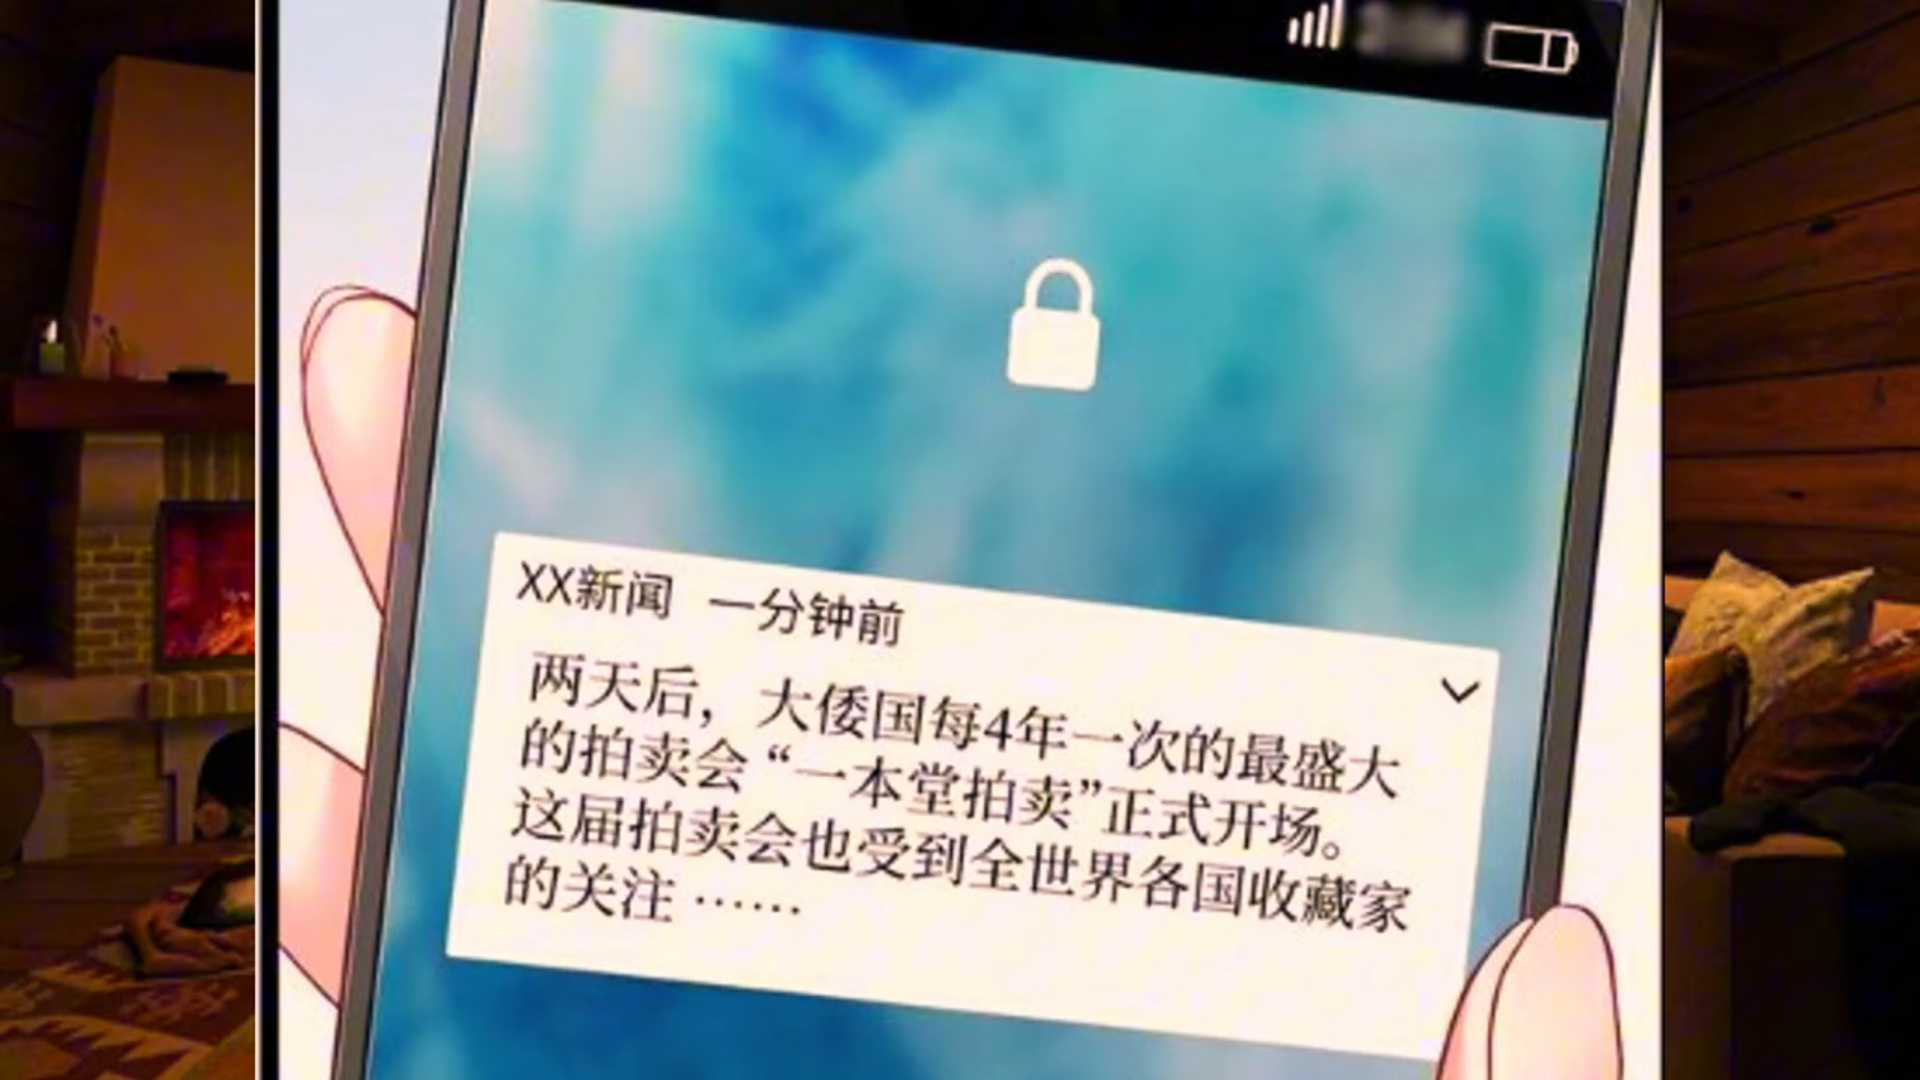 XX新闻 一分钟前
两天后，大倭国每4年一次的最盛大
的拍卖会“一本堂拍卖”正式开场。
这届拍卖会也受到全世界各国收藏家
的关注……